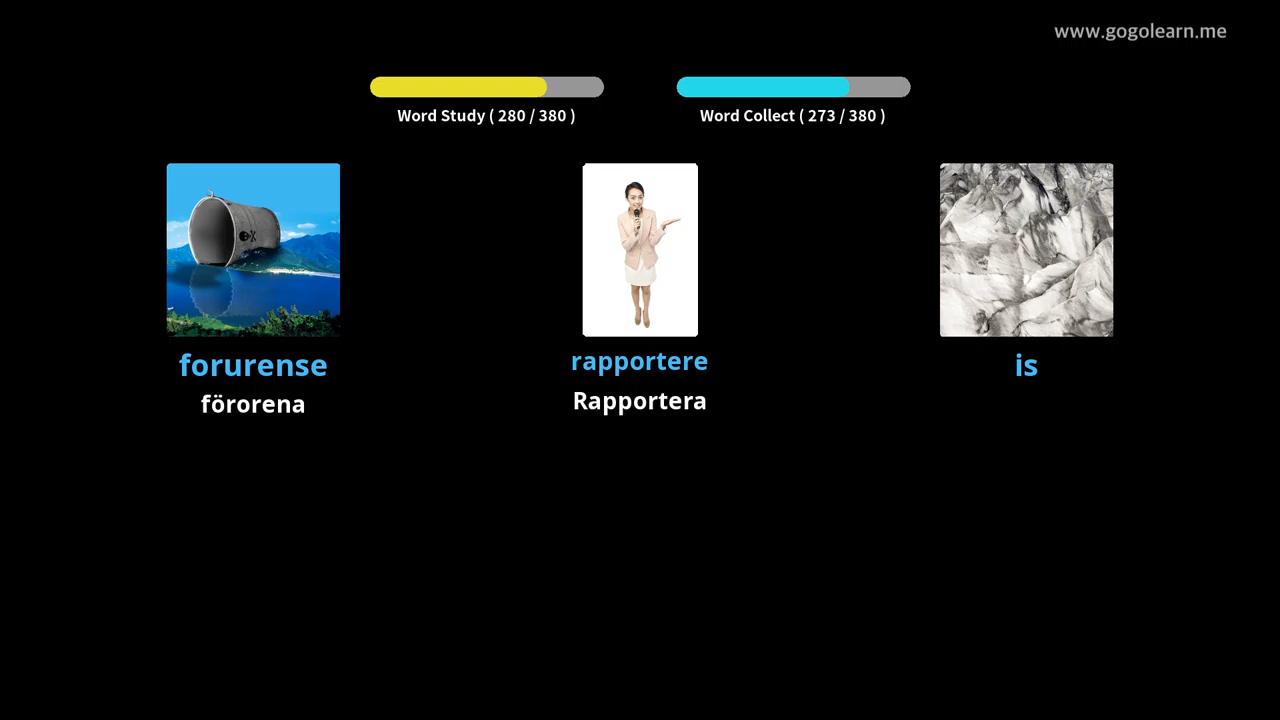 www.gogolearn.me
Word Study ( 280 / 380 )
Word Collect ( 273 / 380 )
forurense
förorena
rapportere
Rapportera
is